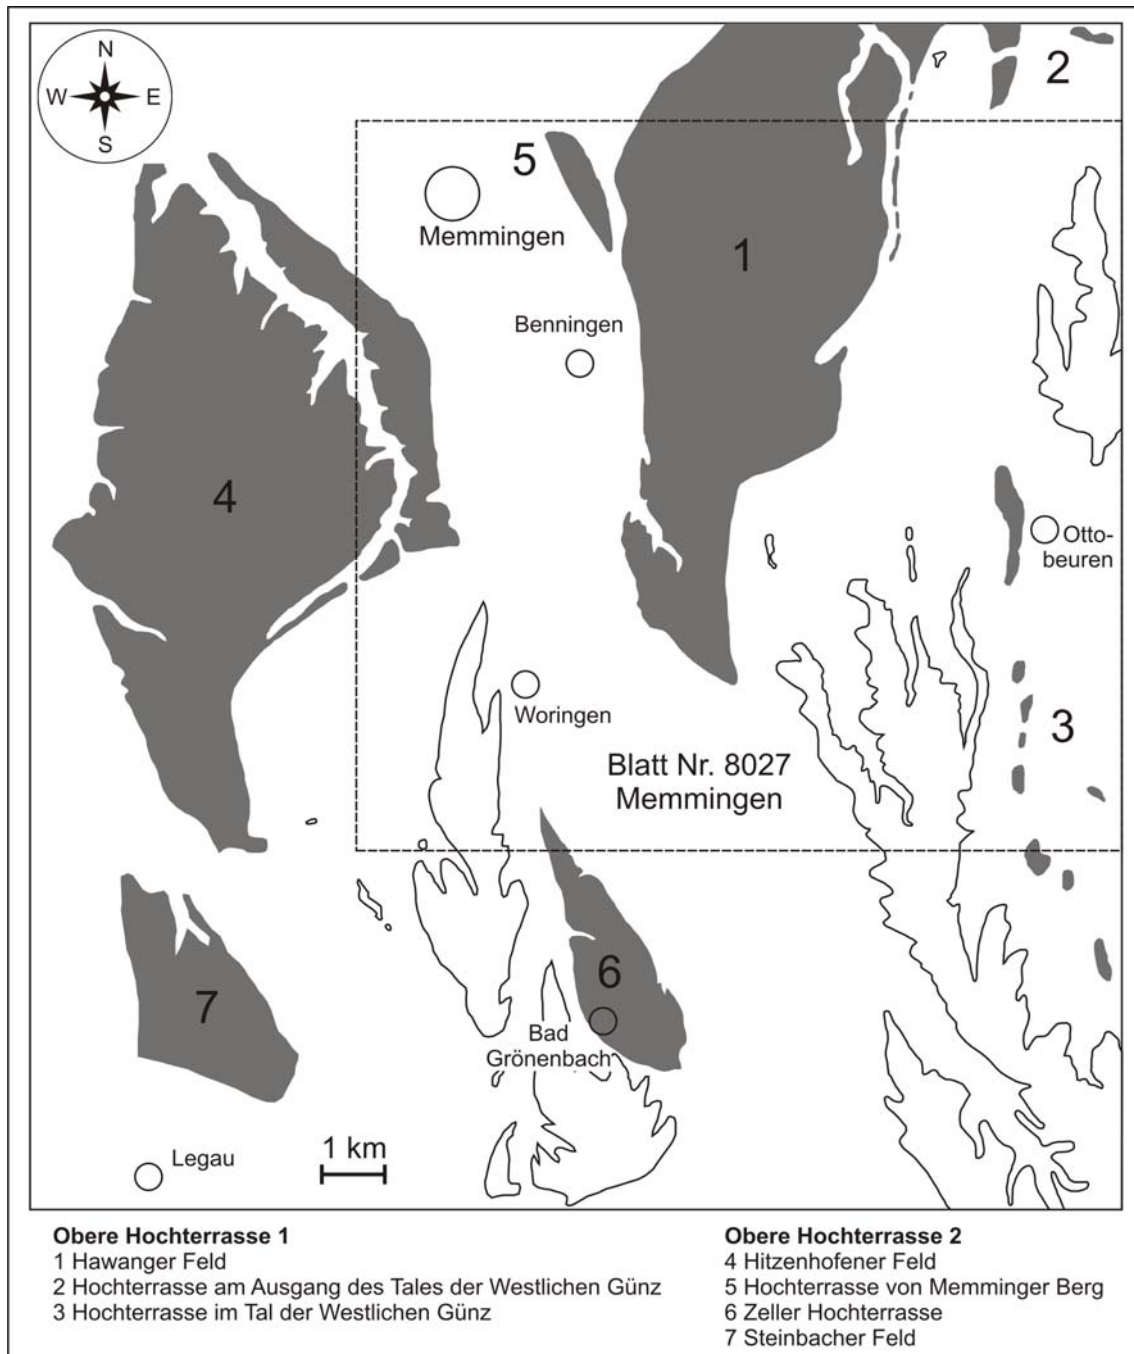 N
W E
S
2
5
Memmingen
1
Benningen
4
Otto-
beuren
Woringen
3
Blatt Nr. 8027
Memmingen
6
7
Bad
Grönenbach
Legau
1 km
Obere Hochterrasse 1
1 Hawanger Feld
2 Hochterrasse am Ausgang des Tales der Westlichen Günz
3 Hochterrasse im Tal der Westlichen Günz
Obere Hochterrasse 2
4 Hitzenhofener Feld
5 Hochterrasse von Memminger Berg
6 Zeller Hochterrasse
7 Steinbacher Feld